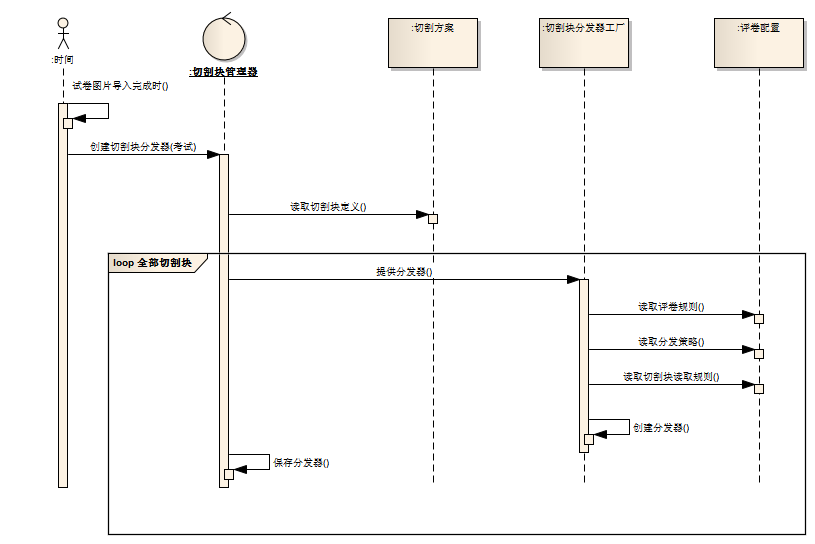 :时间
:切割块管理器
:切割方案
:切割块分发器工厂
:评卷配置
试卷图片导入完成时()
创建切割块分发器(考试)
读取切割块定义()
loop 全部切割块
提供分发器()
读取评卷规则()
读取分发策略()
读取切割块读取规则()
创建分发器()
保存分发器()